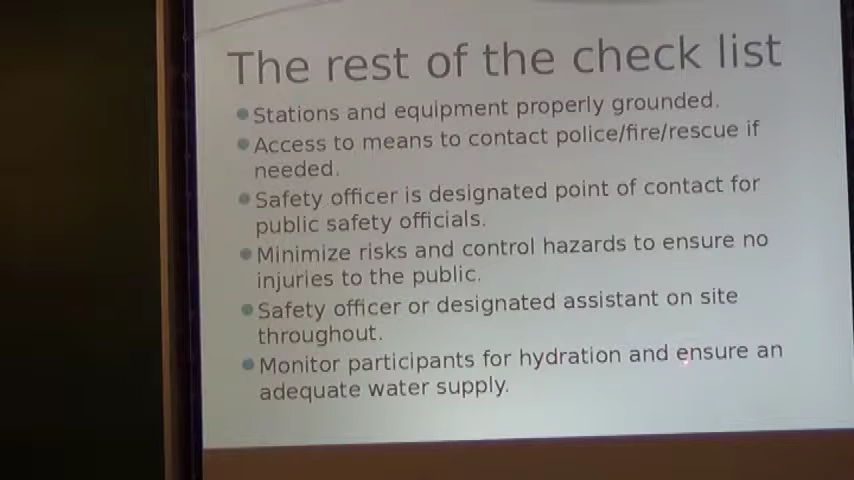 The rest of the check list
Stations and equipment properly grounded.
Access to means to contact police/fire/rescue if
needed.
Safety officer is designated point of contact for
public safety officials.
Minimize risks and control hazards to ensure no
injuries to the public.
Safety officer or designated assistant on site
throughout.
Monitor participants for hydration and ensure an
adequate water supply.